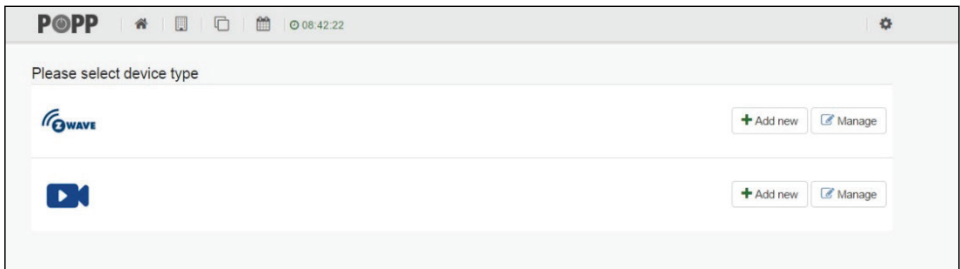 POPP 08:42:22
Please select device type
Z WAVE Add new Manage
Add new Manage